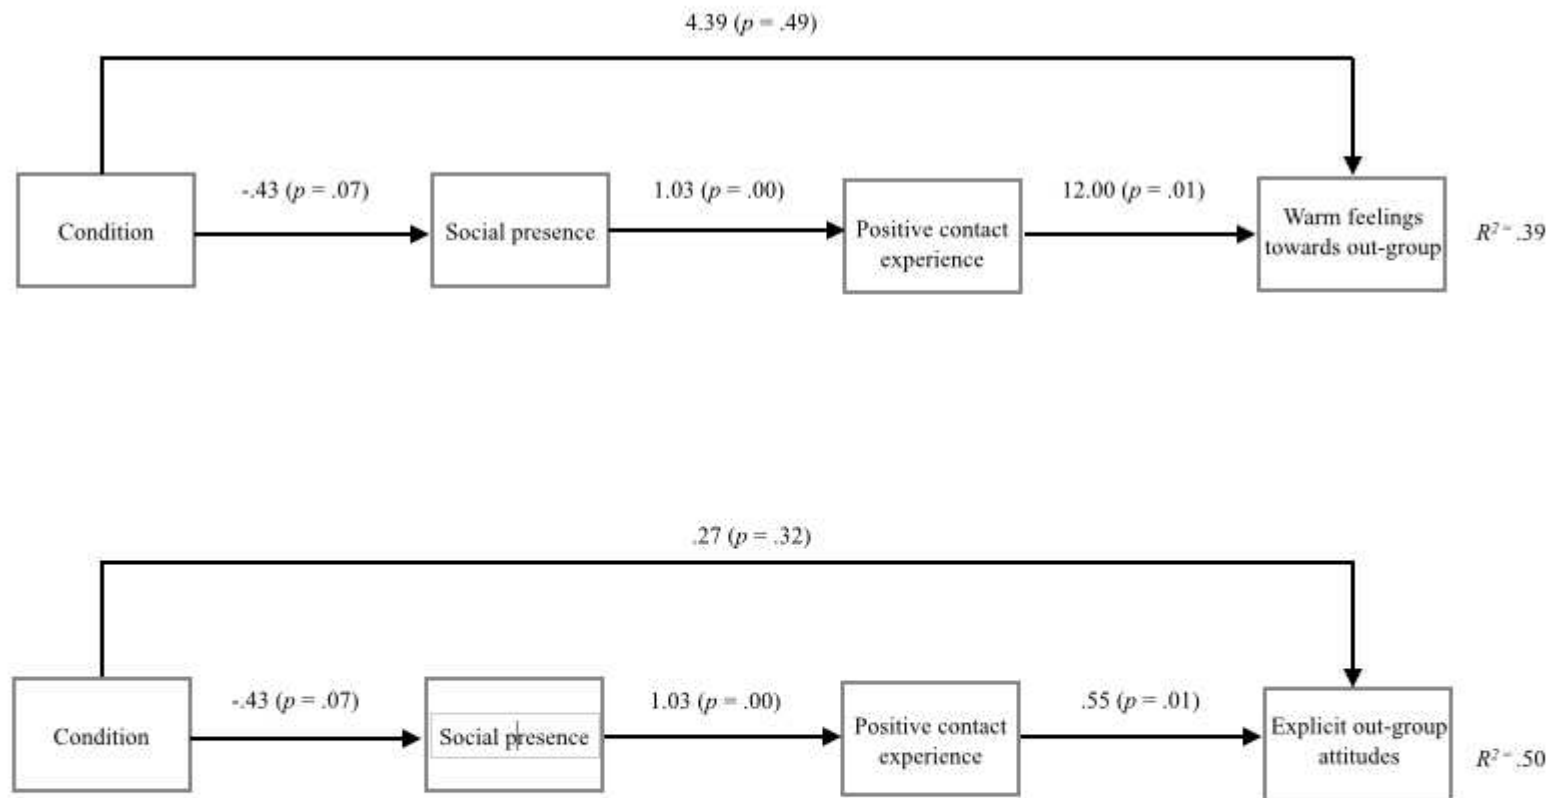 4.39 (p = .49)
-.43 (p = .07)
1.03 (p = .00)
12.00 (p = .01)
Condition
Social presence
Positive contact
experience
Warm feelings
towards out-group
R² = .39
.27 (p = .32)
-.43 (p = .07)
1.03 (p = .00)
.55 (p = .01)
Condition
Social presence
Positive contact
experience
Explicit out-group
attitudes
R² = .50